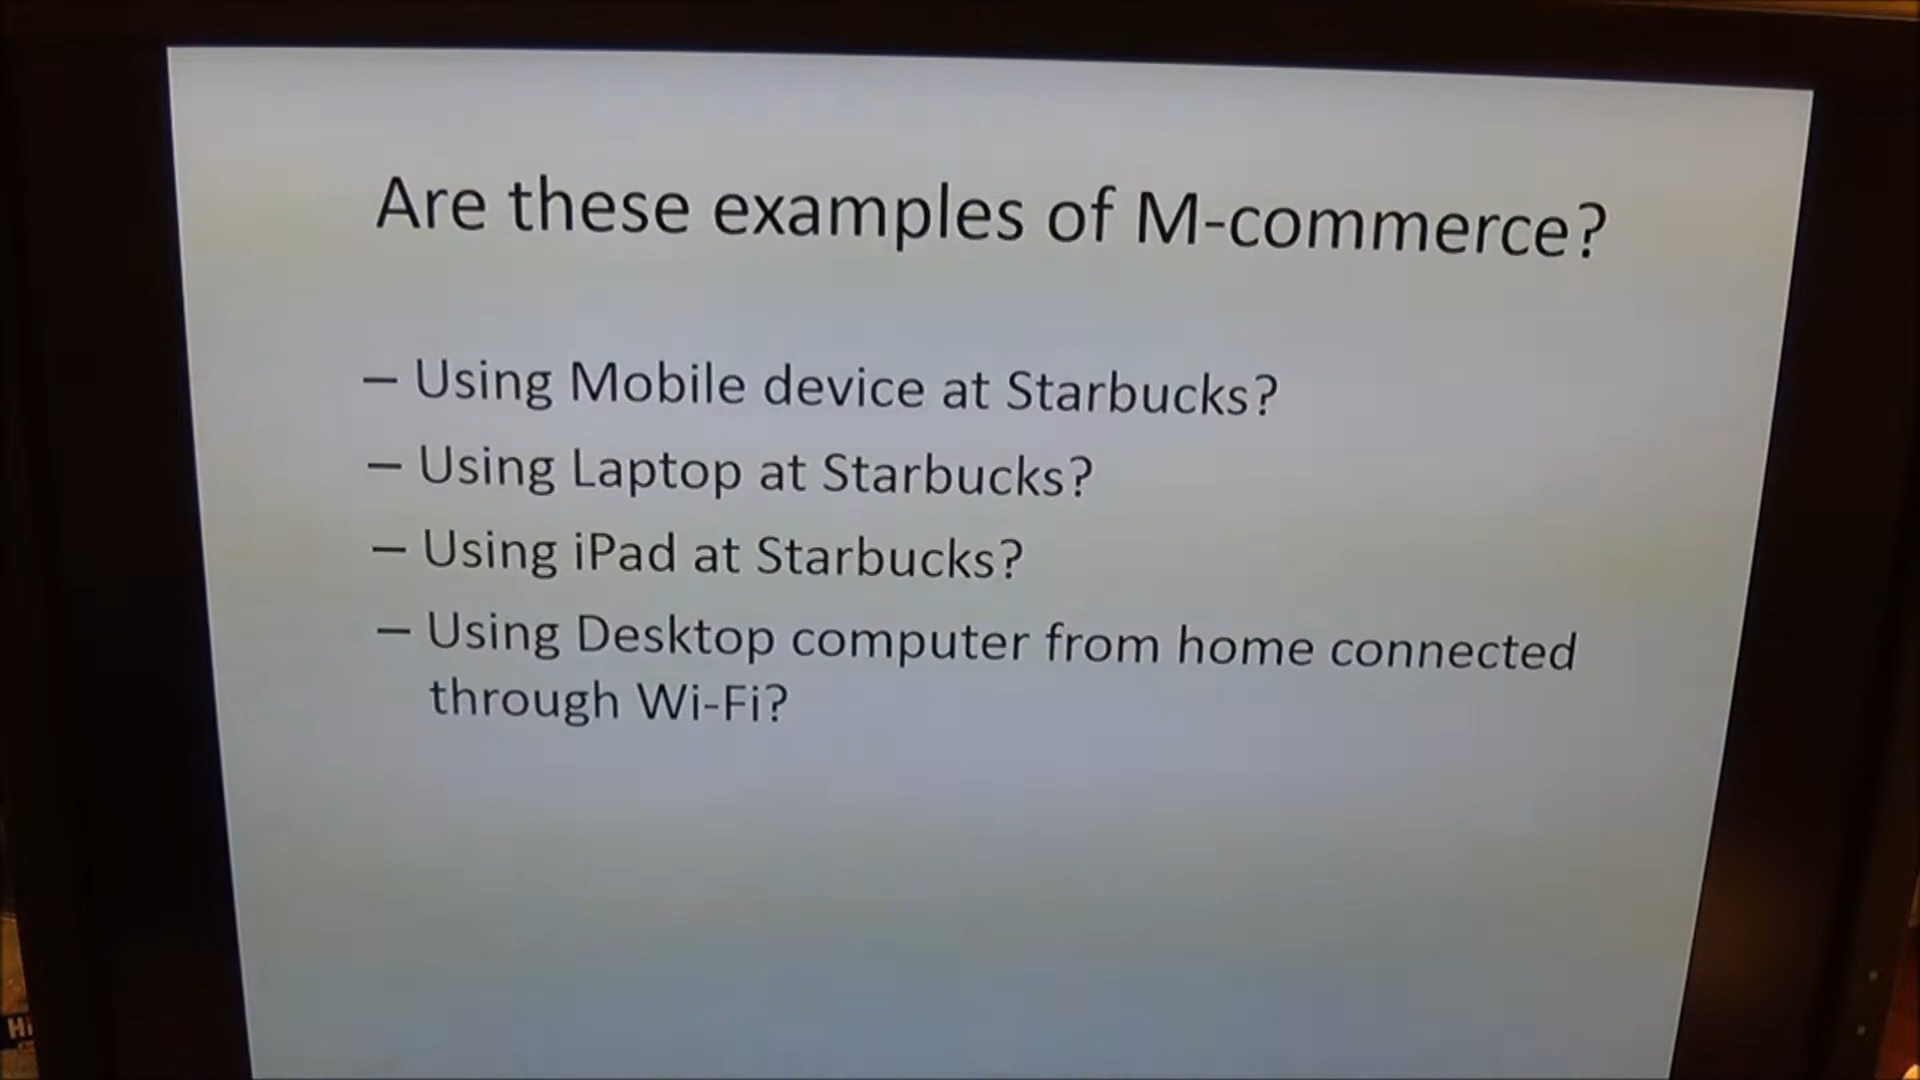 Are these examples of M-commerce?
– Using Mobile device at Starbucks?
– Using Laptop at Starbucks?
– Using iPad at Starbucks?
– Using Desktop computer from home connected
through Wi-Fi?
Hi